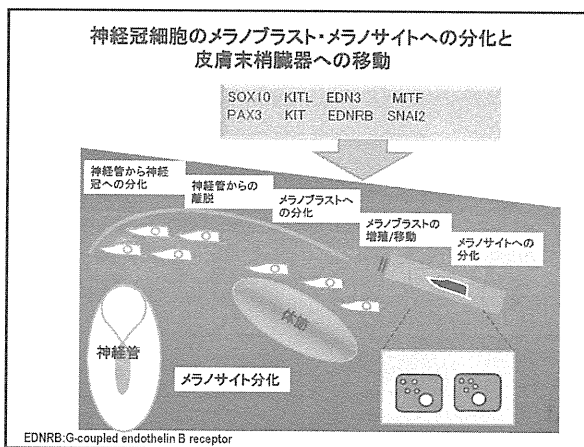 神経冠細胞のメラノブラスト・メラノサイトへの分化と
皮膚末梢臓器への移動
SOX10 KITL EDN3 MITF
PAX3 KIT EDNRB SNAI2
神経管から神経
冠への分化
神経管からの
離脱
メラノブラストへ
の分化
メラノブラストの
増殖/移動
メラノサイトへの
分化
体節
神経管
メラノサイト分化
EDNRB:G-coupled endothelin B receptor